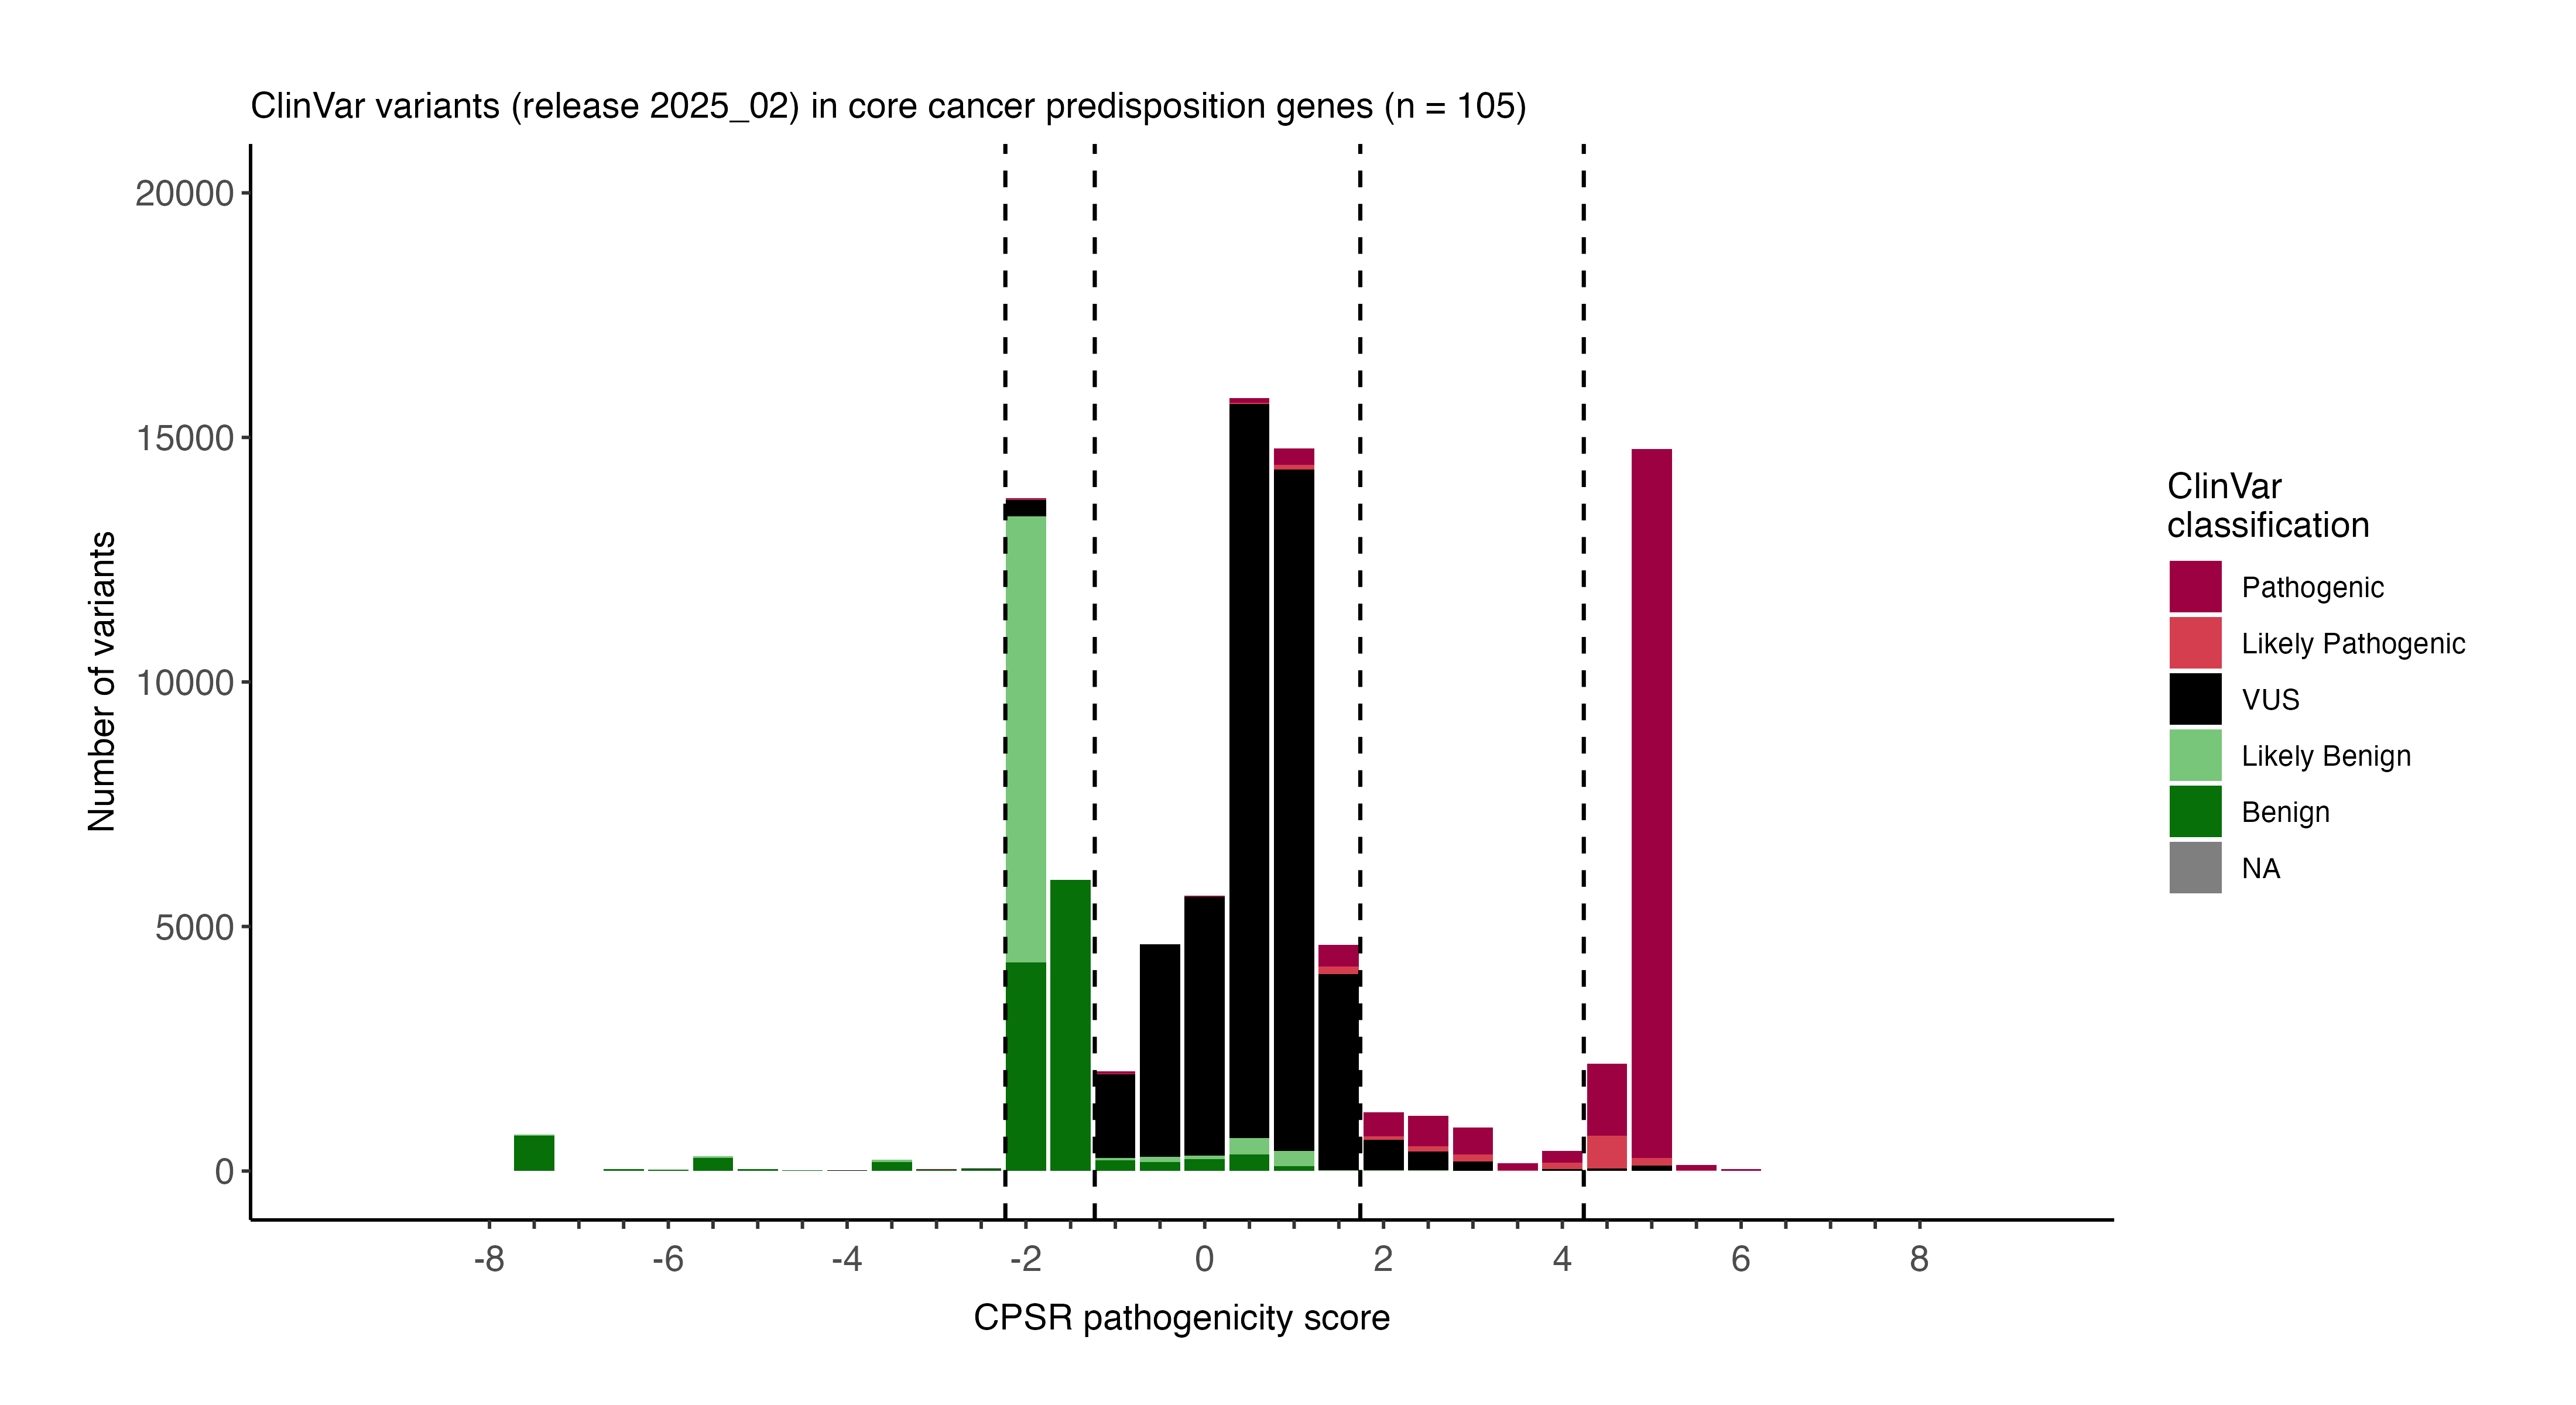 ClinVar variants (release 2025_02) in core cancer predisposition genes (n = 105)
20000
15000
10000
5000
0
Number of variants
-8
-6
-4
-2
0
2
4
6
8
CPSR pathogenicity score
ClinVar
classification
Pathogenic
Likely Pathogenic
VUS
Likely Benign
Benign
NA